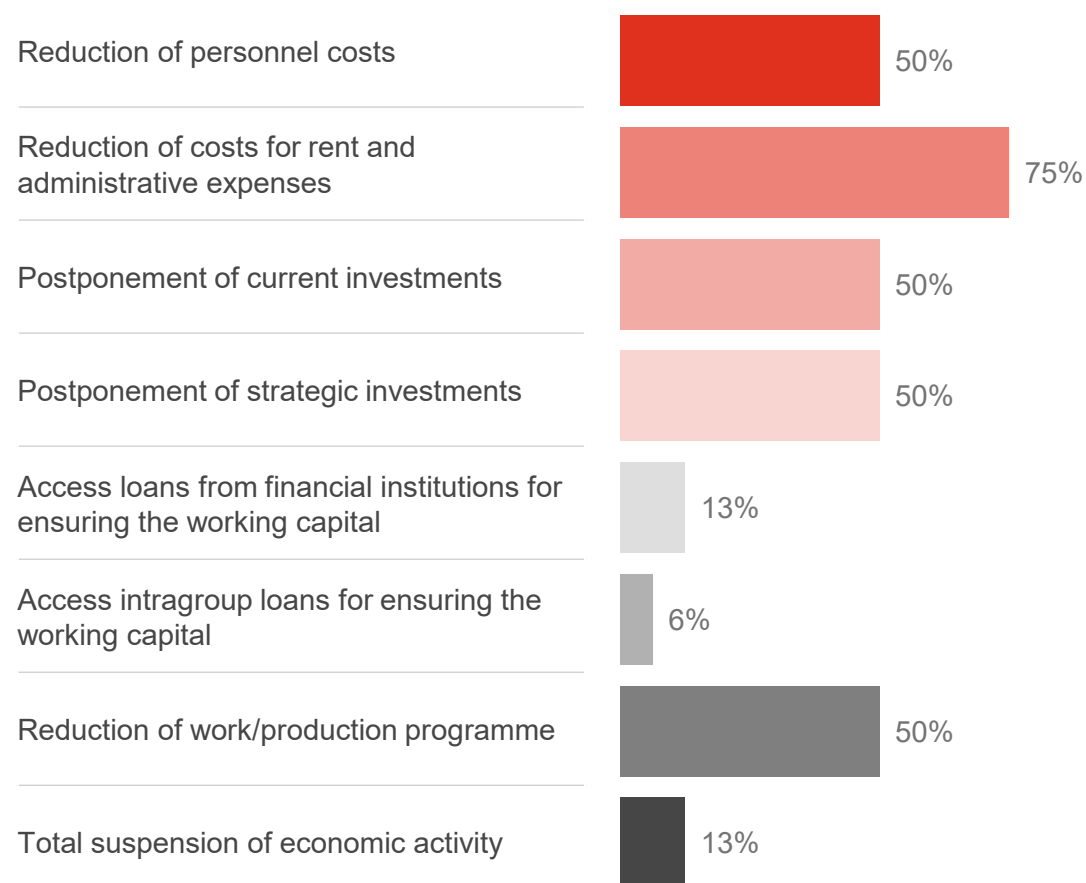 Reduction of personnel costs
50%
Reduction of costs for rent and
administrative expenses
75%
Postponement of current investments
50%
Postponement of strategic investments
50%
Access loans from financial institutions for
ensuring the working capital
13%
Access intragroup loans for ensuring the
working capital
6%
Reduction of work/production programme
50%
Total suspension of economic activity
13%